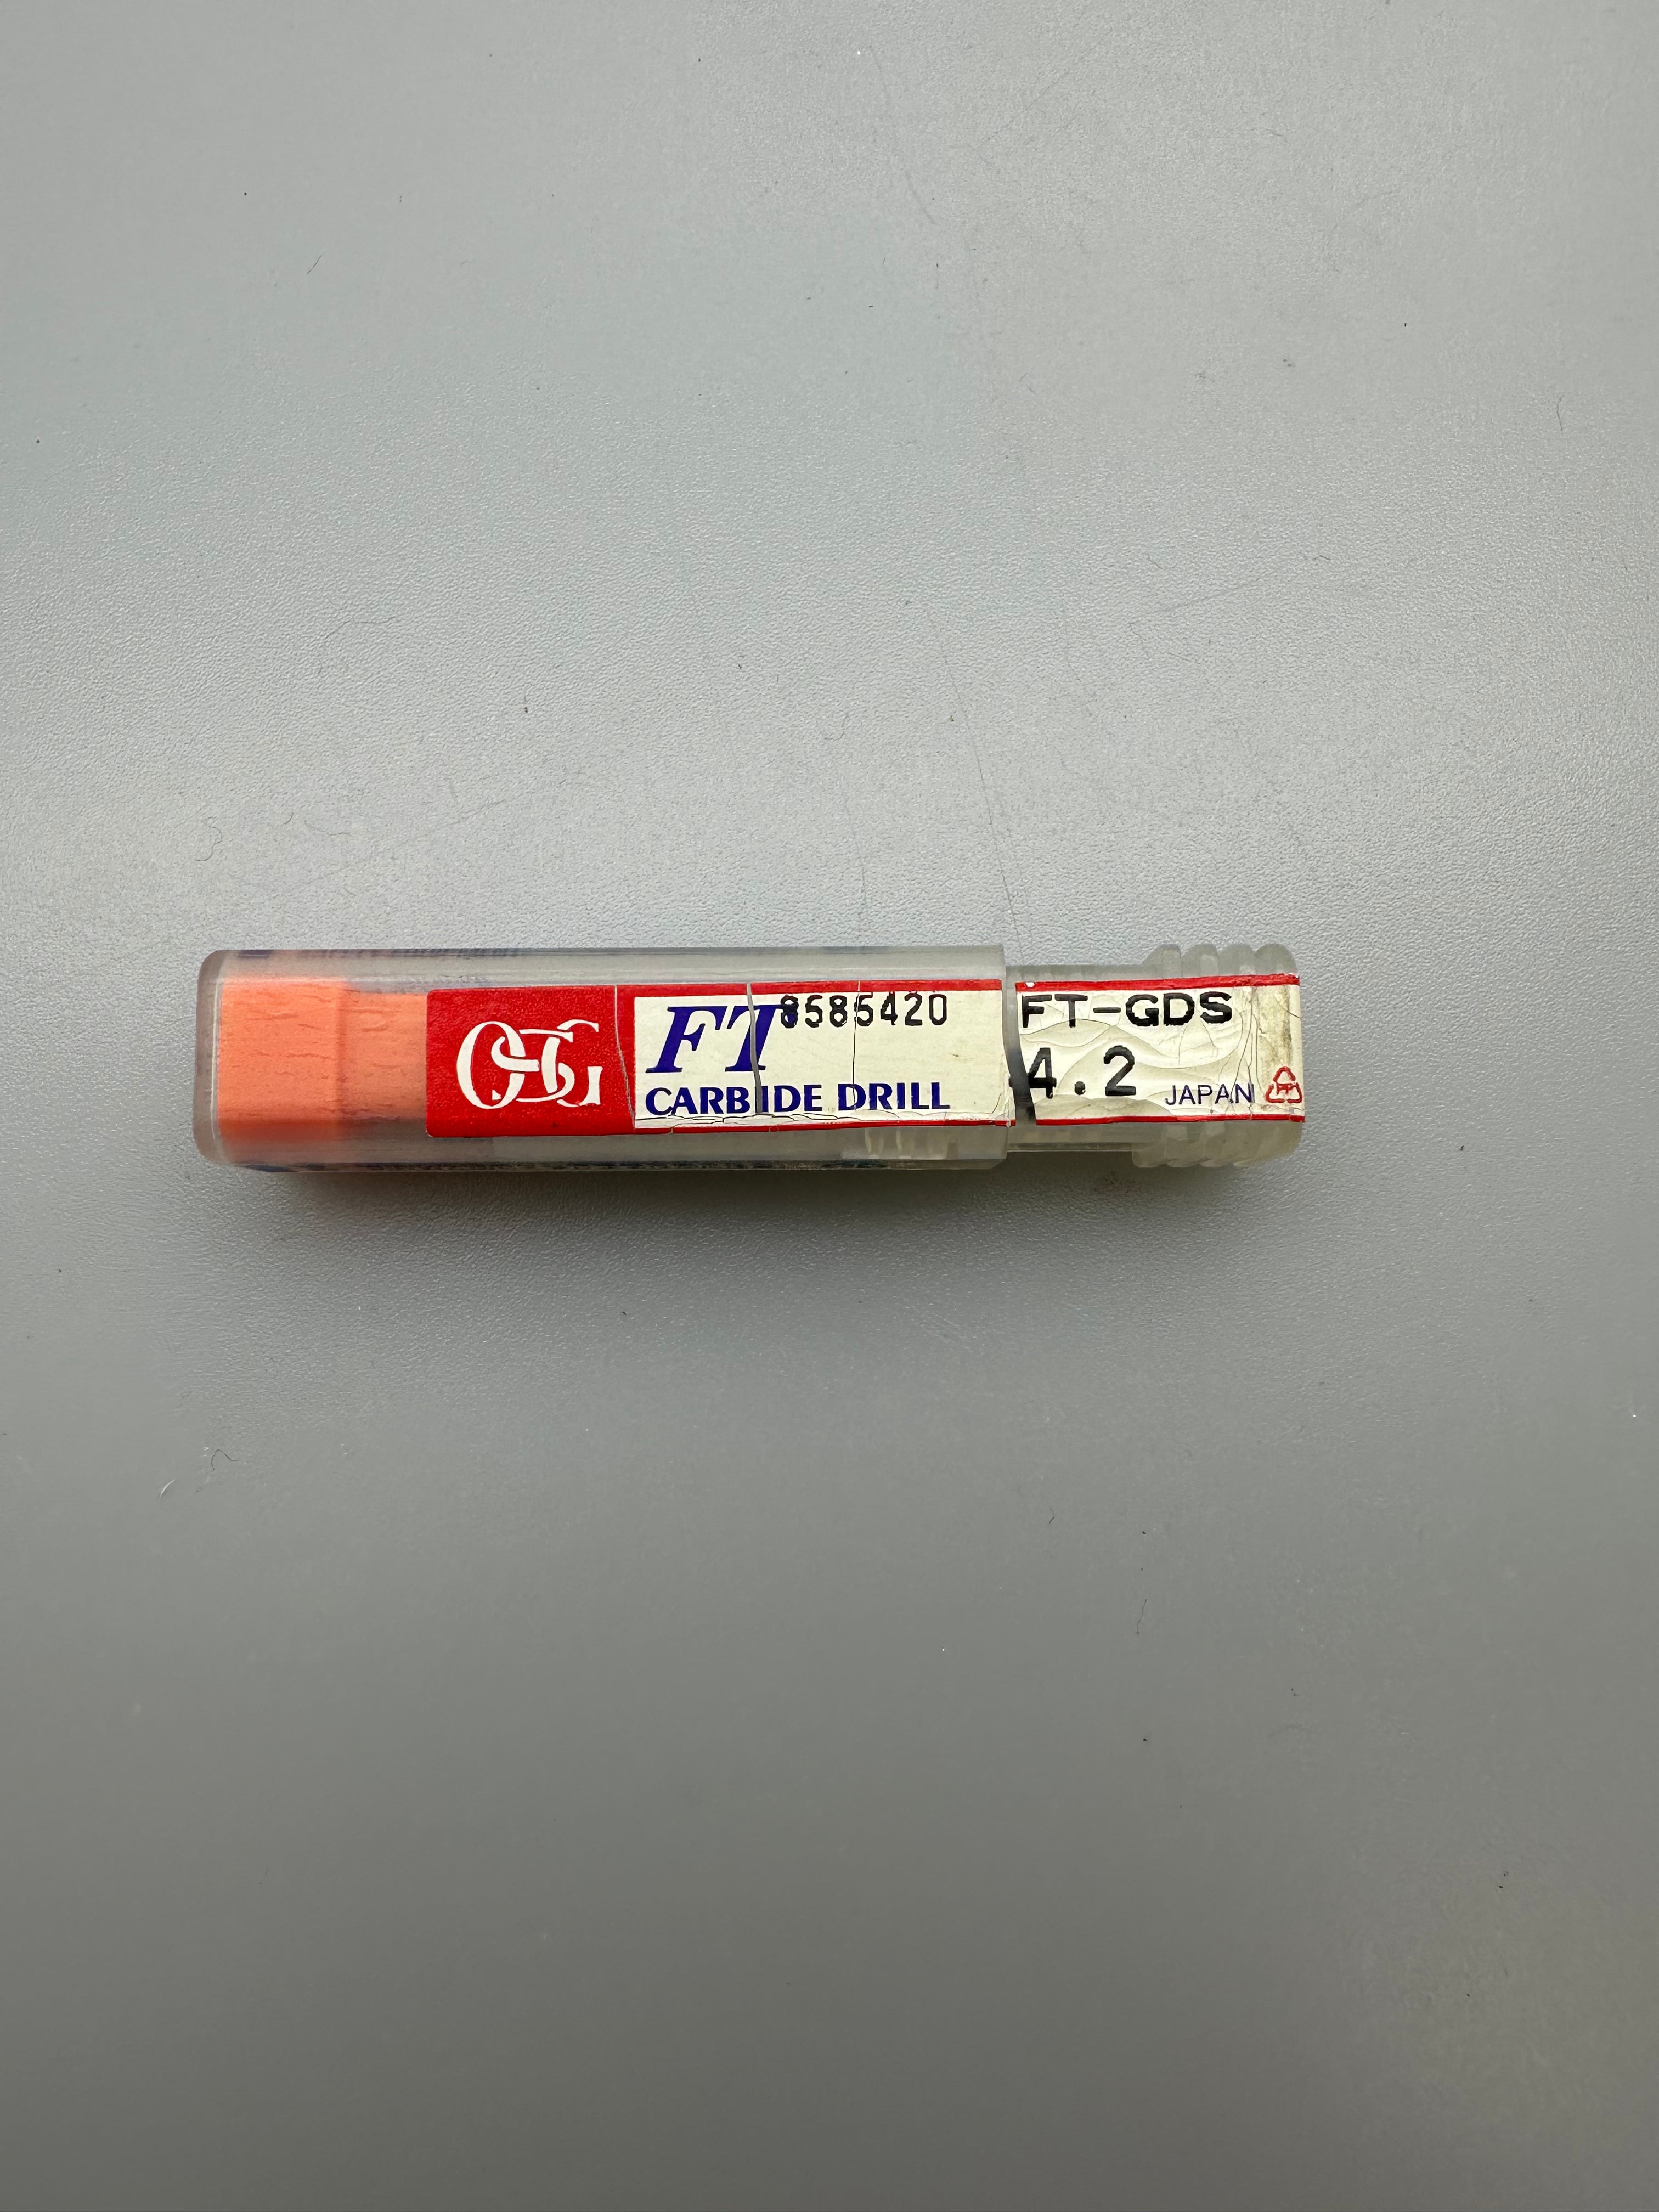 OSG
FT 8585420
CARBIDE DRILL
FT-GDS
4.2 JAPAN